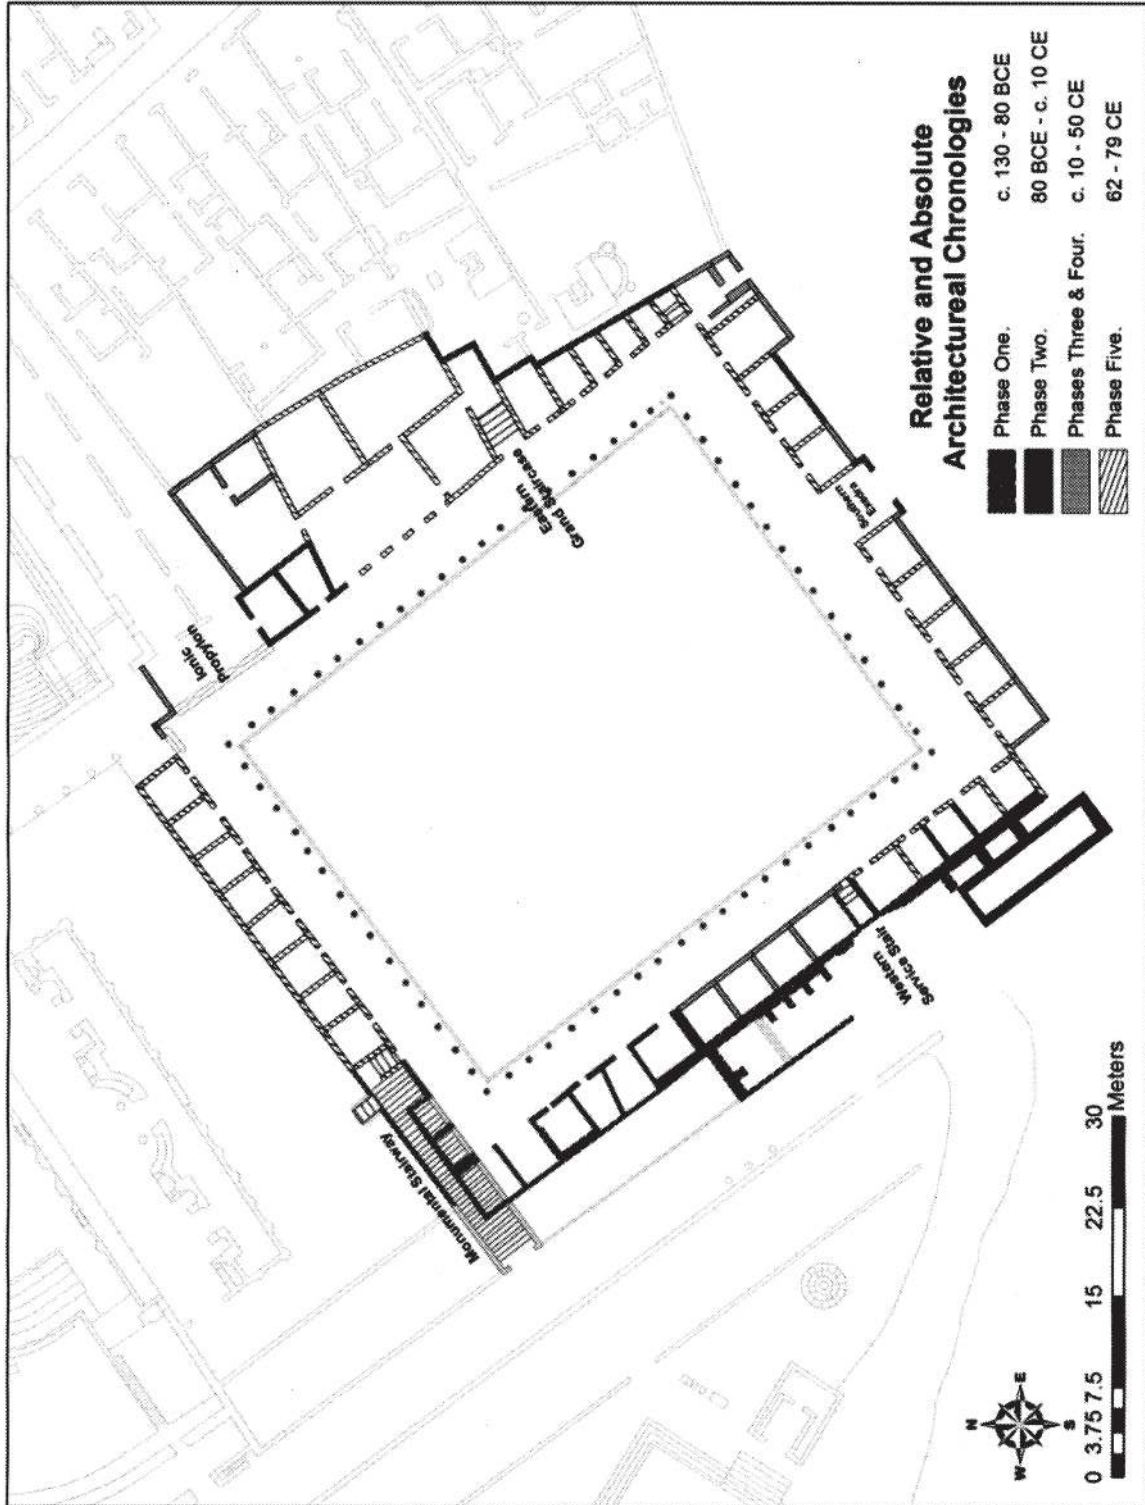 Relative and Absolute
Architectureal Chronologies
Phase One. c. 130 - 80 BCE
Phase Two. 80 BCE - c. 10 CE
Phases Three & Four. c. 10 - 50 CE
Phase Five. 62 - 79 CE
Ionic
Propylon
Eastern
Grand Staircase
Southern
Exedra
Western
Service Stair
Monumental Stairway
N
W
E
S
0 3.75 7.5 15 22.5 30
Meters